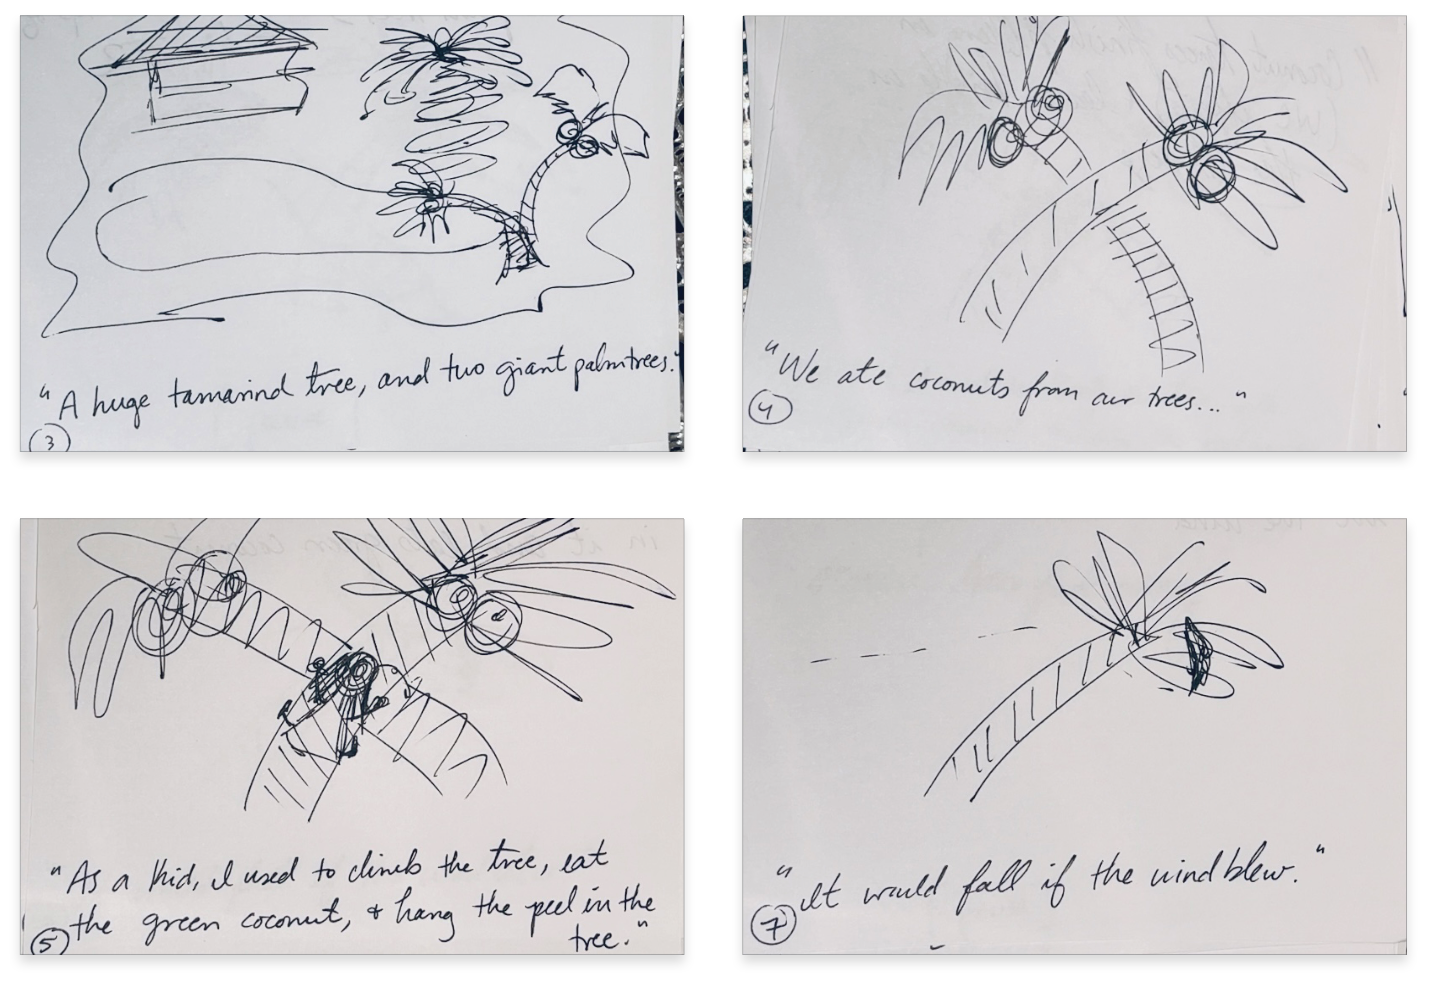 "A huge tamarind tree, and two giant palmtrees."
3
"We ate coconuts from our trees..."
4
"As a kid, I used to climb the tree, eat
the green coconut, & hang the peel in the
tree."
5
"It would fall if the wind blew."
7